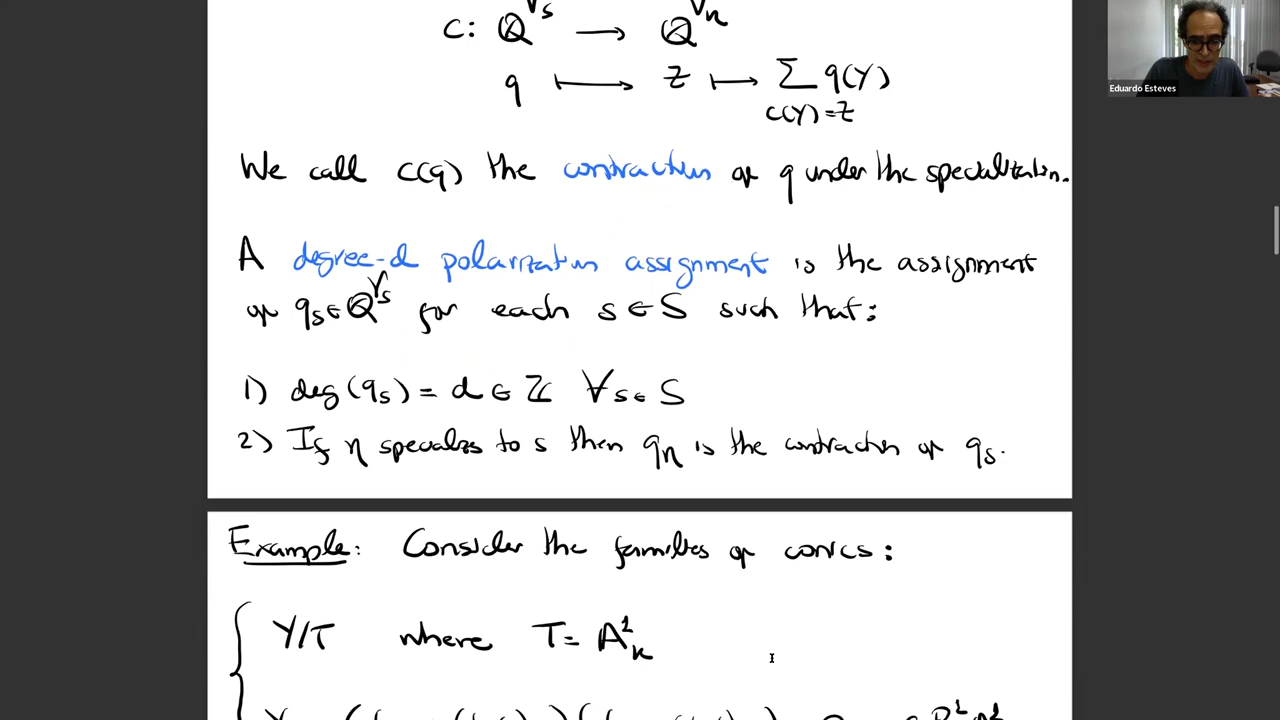 C: ℚ^{V_s} → ℚ^{V_η}
q ⟼ Z ⟼ ∑ q(Y)
C(Y)=Z
Eduardo Esteves
We call C(q) the contraction of q under the specialization.
A degree-d polarization assignment is the assignment
of q_s ∈ ℚ^{V_s} for each s ∈ S such that:
1) deg(q_s) = d ∈ ℤ ∀ s ∈ S
2) If η specializes to s then q_η is the contraction of q_s.
Example: Consider the families of conics:
Y/T where T = A^1_k